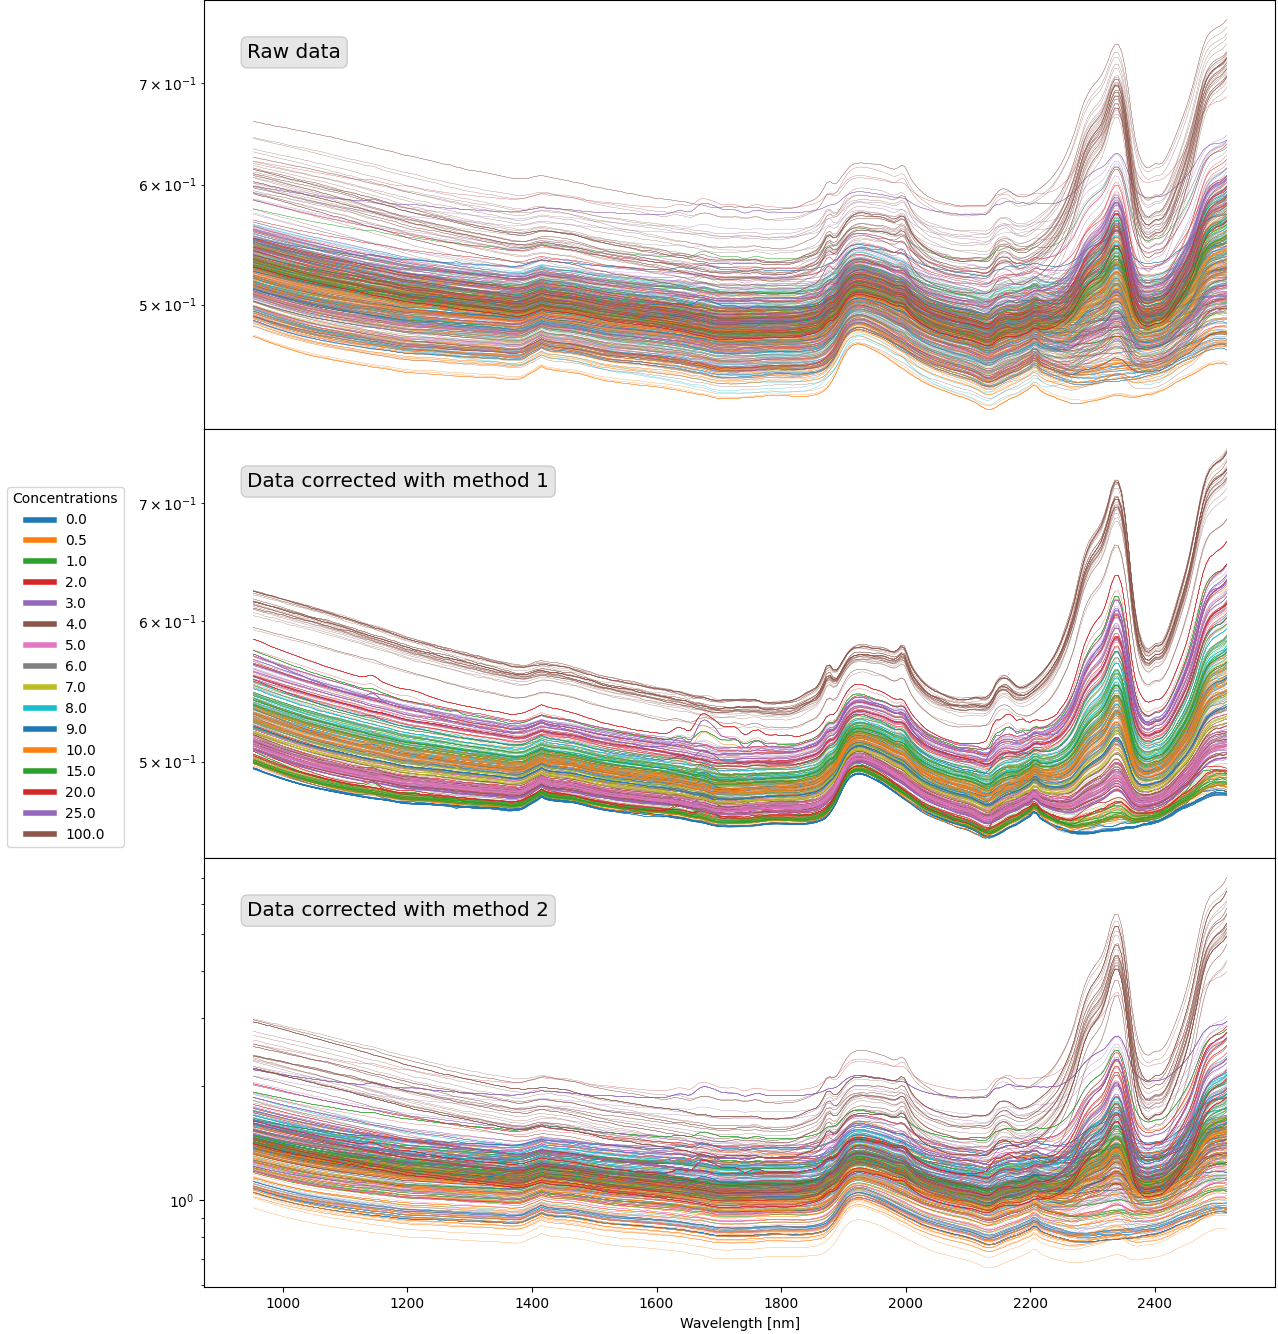 Raw data
7 × 10⁻¹
6 × 10⁻¹
5 × 10⁻¹
Data corrected with method 1
7 × 10⁻¹
6 × 10⁻¹
5 × 10⁻¹
Concentrations
0.0
0.5
1.0
2.0
3.0
4.0
5.0
6.0
7.0
8.0
9.0
10.0
15.0
20.0
25.0
100.0
Data corrected with method 2
10⁰
1000 1200 1400 1600 1800 2000 2200 2400
Wavelength [nm]